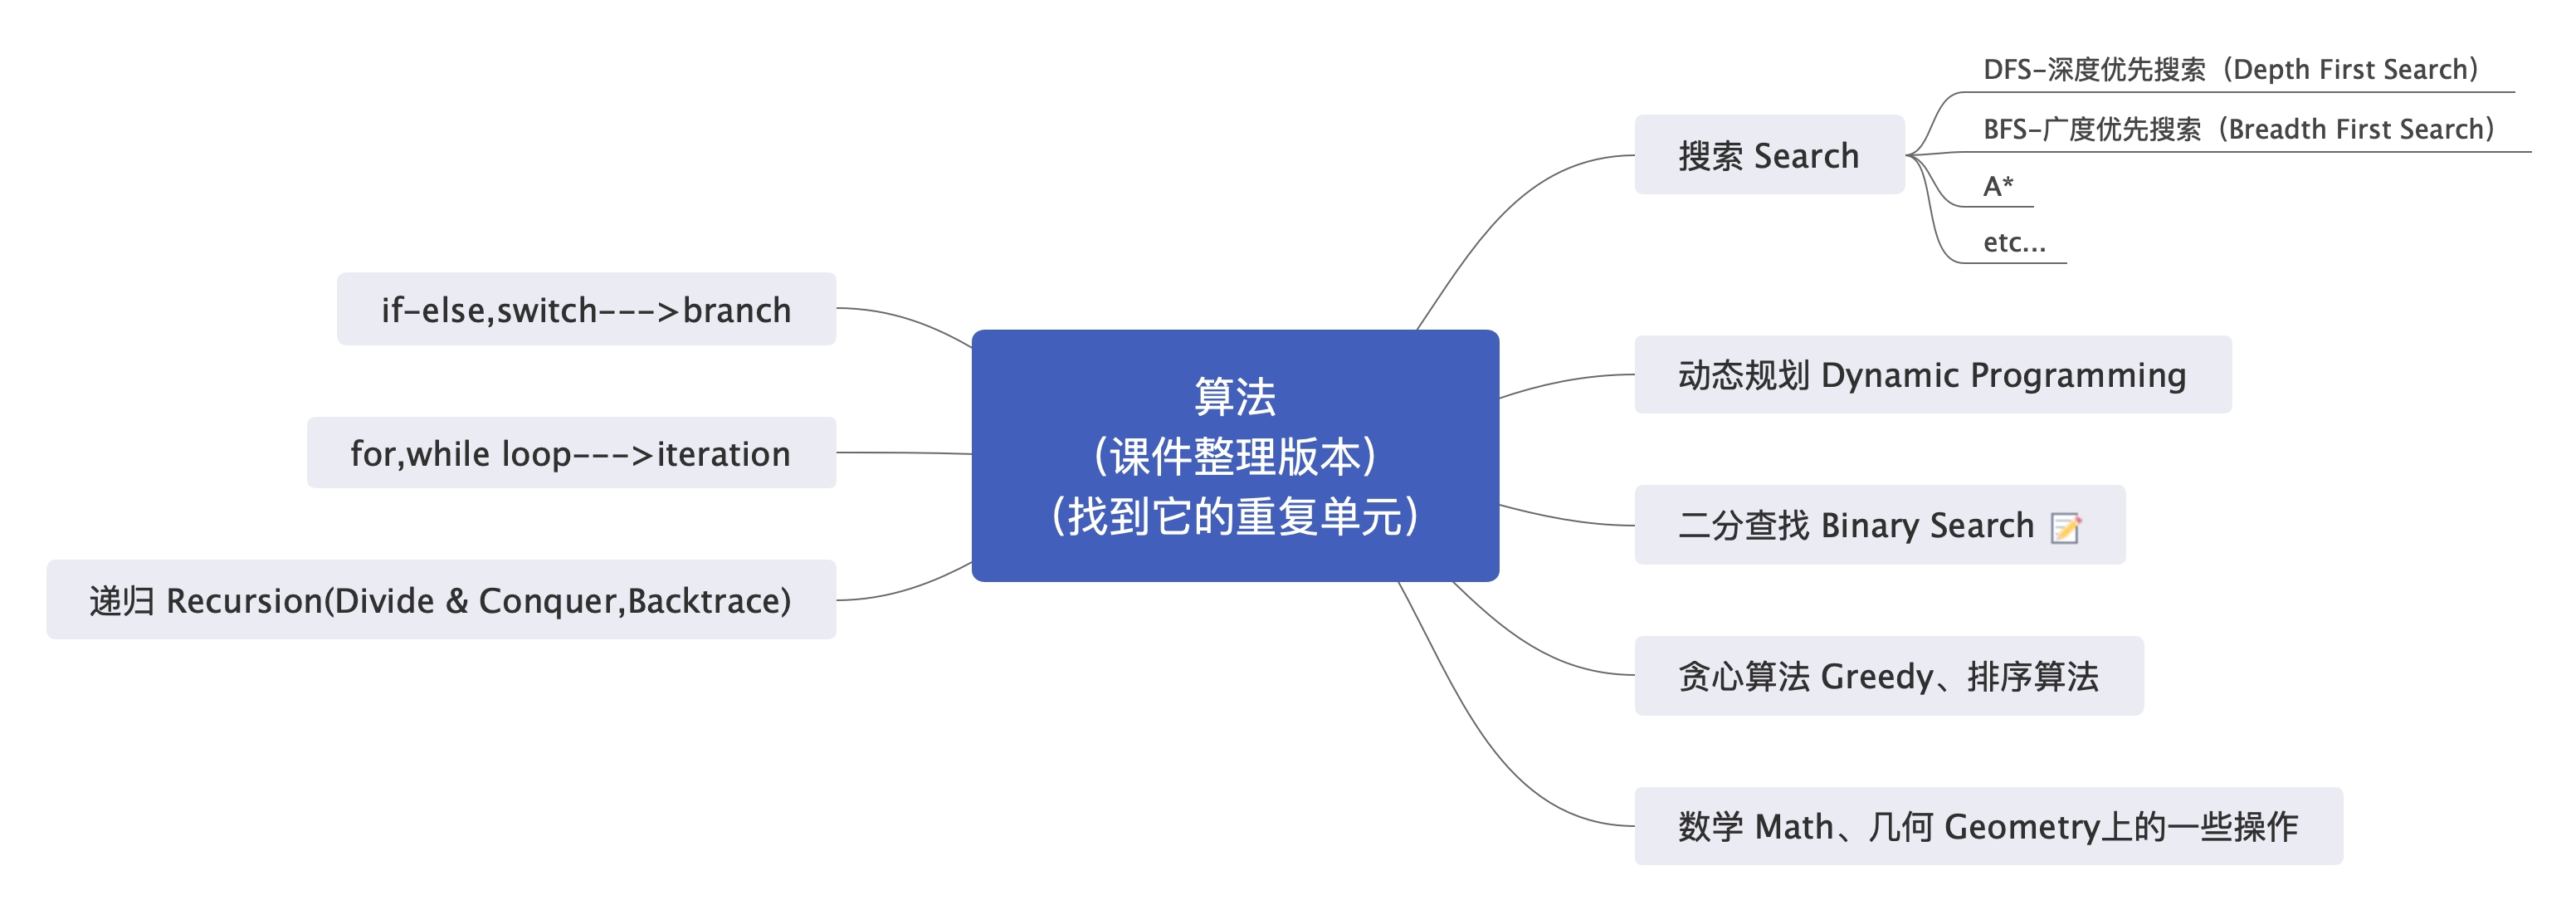 算法
（课件整理版本）
（找到它的重复单元）
搜索 Search
DFS-深度优先搜索（Depth First Search）
BFS-广度优先搜索（Breadth First Search）
A*
etc...
动态规划 Dynamic Programming
二分查找 Binary Search
贪心算法 Greedy、排序算法
数学 Math、几何 Geometry上的一些操作
if-else,switch--->branch
for,while loop--->iteration
递归 Recursion(Divide & Conquer,Backtrace)